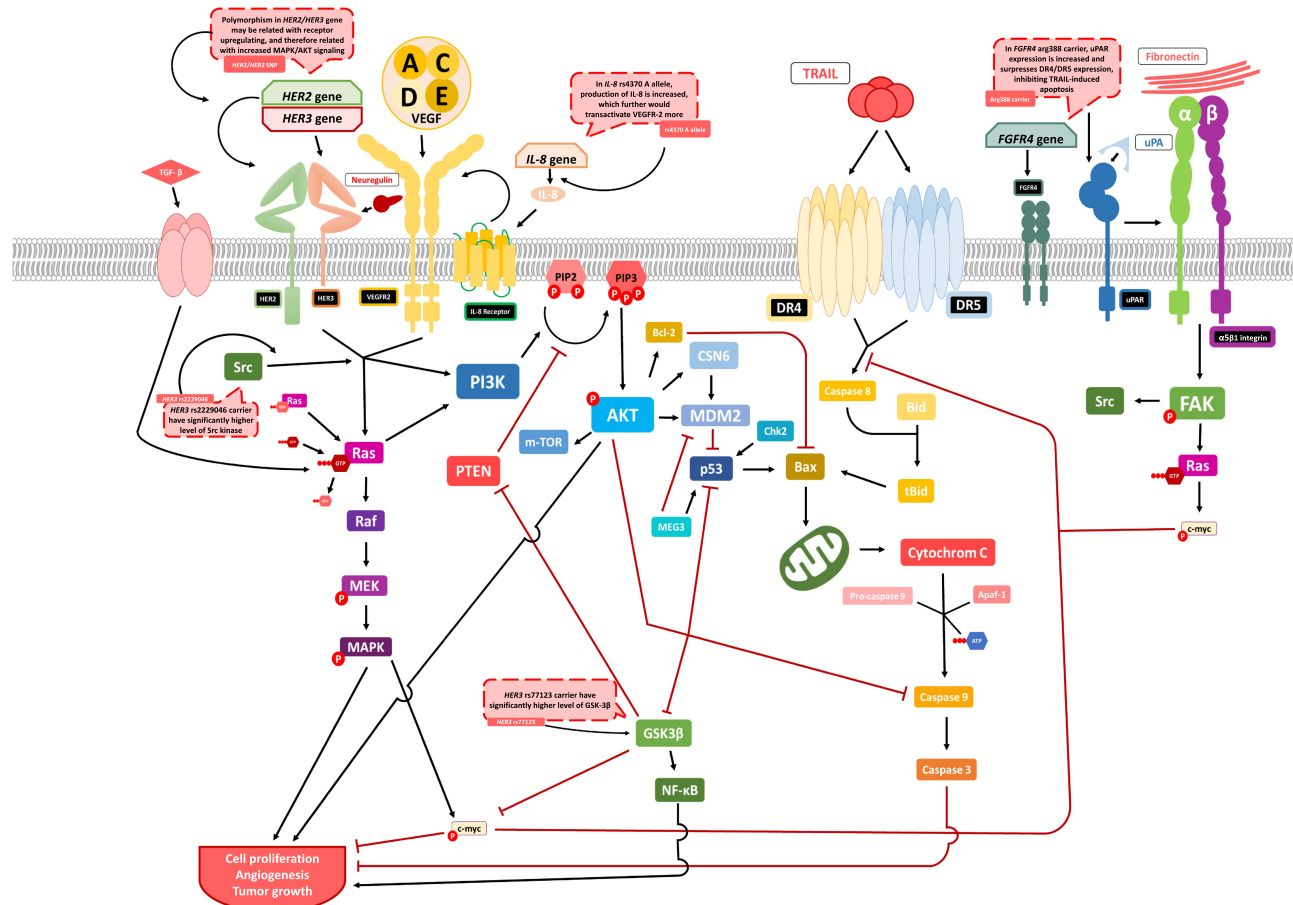 Polymorphism in HER2/HER3 gene
may be related with receptor
upregulating, and therefore related
with increased MAPK/AKT signaling
HER2/HER3 SNP
HER2 gene
HER3 gene
A
C
D
E
VEGF
In IL-8 rs4370 A allele,
production of IL-8 is increased,
which further would
transactivate VEGFR-2 more
rs4370 A allele
IL-8 gene
IL-8
TRAIL
In FGFR4 arg388 carrier, uPAR
expression is increased and
surpresses DR4/DR5 expression,
inhibiting TRAIL-induced
apoptosis
Arg388 carrier
FGFR4 gene
FGFR4
uPA
Fibronectin
α
β
TGF- β
Neuregulin
HER2
HER3
VEGFR2
IL-8 Receptor
PIP2
P
P
PIP3
P
P
P
DR4
DR5
uPAR
α5β1 integrin
Src
HER3 rs2229046
HER3 rs2229046 carrier
have significantly higher
level of Src kinase
Ras
GTP
Ras
PI3K
Bcl-2
CSN6
P
AKT
MDM2
Chk2
m-TOR
p53
PTEN
MEG3
Caspase 8
Bid
Bax
tBid
Src
FAK
P
Ras
GTP
c-myc
P
Raf
MEK
P
MAPK
P
Cytochrom C
Pro-caspase 9
Apaf-1
ATP
Caspase 9
Caspase 3
HER3 rs77123 carrier have
significantly higher level of GSK-3β
HER3 rs77123
GSK3β
NF-κB
c-myc
P
Cell proliferation
Angiogenesis
Tumor growth